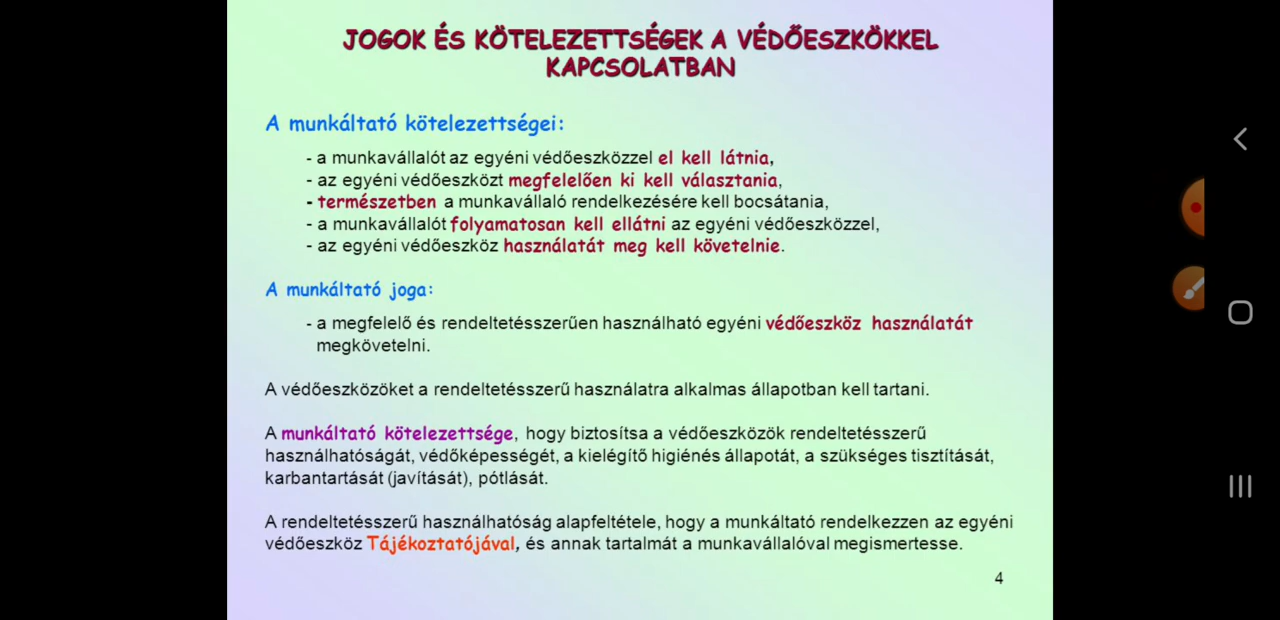 JOGOK ÉS KÖTELEZETTSÉGEK A VÉDŐESZKÖKKEL
KAPCSOLATBAN
A munkáltató kötelezettségei:
- a munkavállalót az egyéni védőeszközzel el kell látnia,
- az egyéni védőeszközt megfelelően ki kell választania,
- természetben a munkavállaló rendelkezésére kell bocsátania,
- a munkavállalót folyamatosan kell ellátni az egyéni védőeszközzel,
- az egyéni védőeszköz használatát meg kell követelnie.
A munkáltató joga:
- a megfelelő és rendeltetésszerűen használható egyéni védőeszköz használatát
megkövetelni.
A védőeszközöket a rendeltetésszerű használatra alkalmas állapotban kell tartani.
A munkáltató kötelezettsége, hogy biztosítsa a védőeszközök rendeltetésszerű
használhatóságát, védőképességét, a kielégítő higiénés állapotát, a szükséges tisztítását,
karbantartását (javítását), pótlását.
A rendeltetésszerű használhatóság alapfeltétele, hogy a munkáltató rendelkezzen az egyéni
védőeszköz Tájékoztatójával, és annak tartalmát a munkavállalóval megismertesse.
4